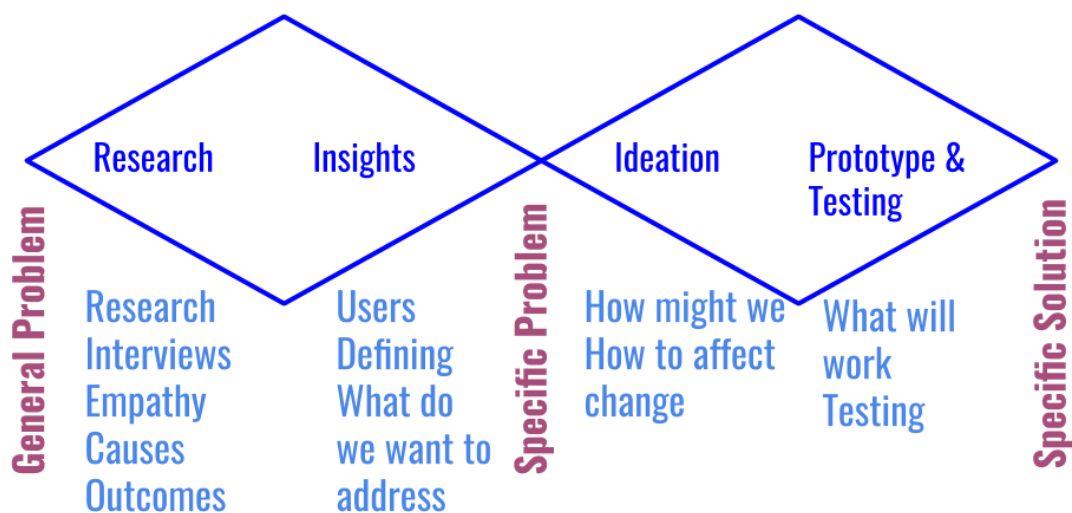 Research
Insights
Ideation
Prototype &
Testing
General Problem
Research
Interviews
Empathy
Causes
Outcomes
Users
Defining
What do
we want to
address
Specific Problem
How might we
How to affect
change
What will
work
Testing
Specific Solution